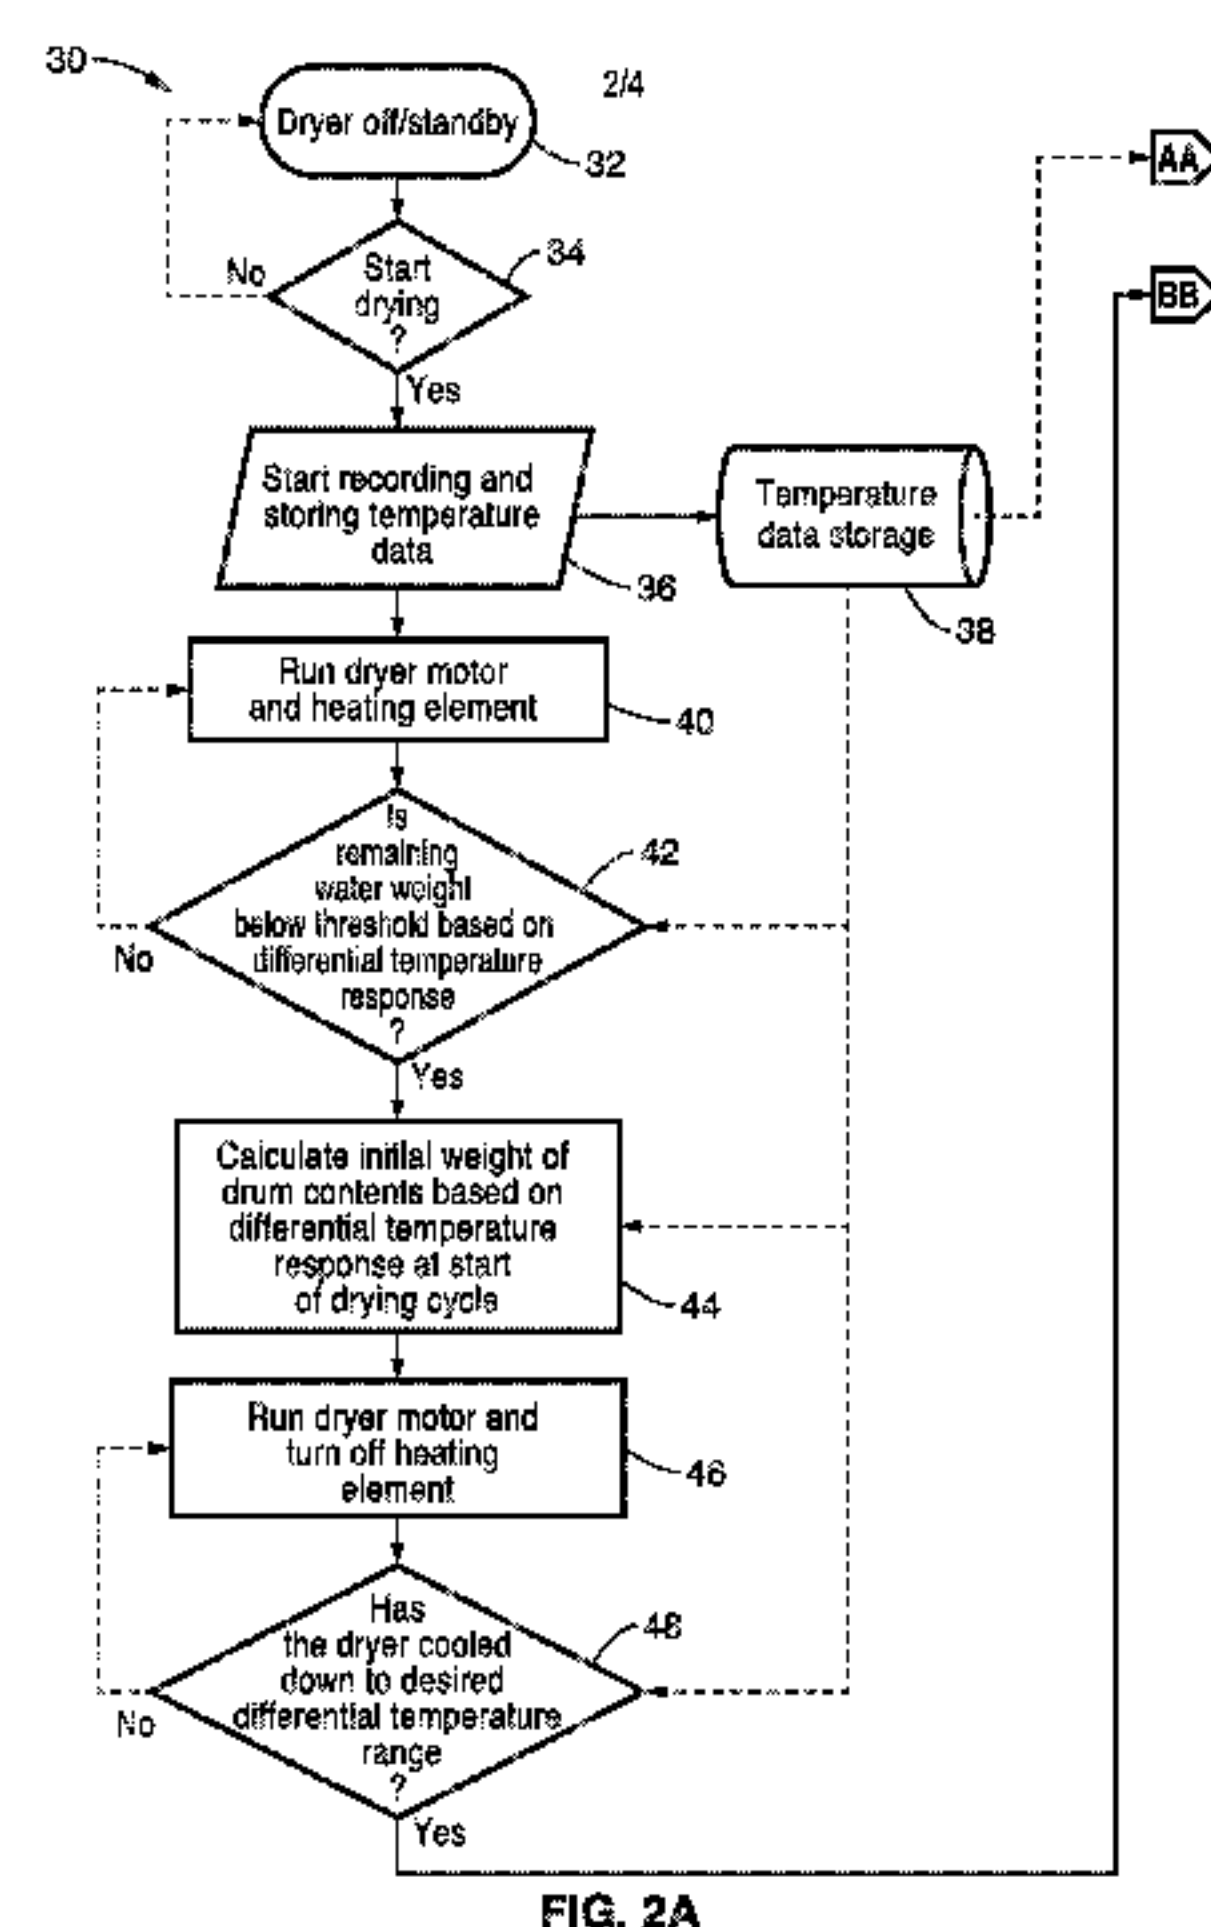 30
2/4
Dryer off/standby
32
AA
34
No
Start
drying
?
BB
Yes
Start recording and
storing temperature
data
36
Temperature
data storage
38
Run dryer motor
and heating element
40
Is
remaining
water weight
below threshold based on
differential temperature
response
?
42
No
Yes
Calculate initial weight of
drum contents based on
differential temperature
response at start
of drying cycle
44
Run dryer motor and
turn off heating
element
46
Has
the dryer cooled
down to desired
differential temperature
range
?
48
No
Yes
FIG. 2A